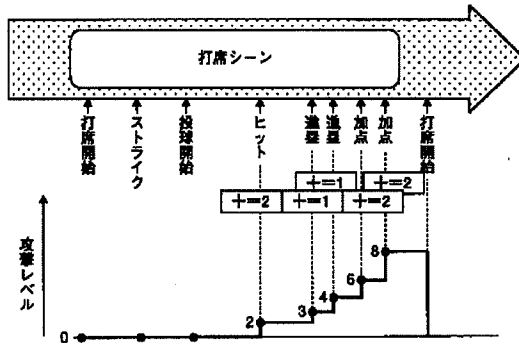 打席シーン
打席開始
ストライク
投球開始
ヒット
進塁
進塁
加点
加点
打席開始
+=1
+=2
+=2
+=1
+=2
攻撃レベル
8
6
4
3
2
0